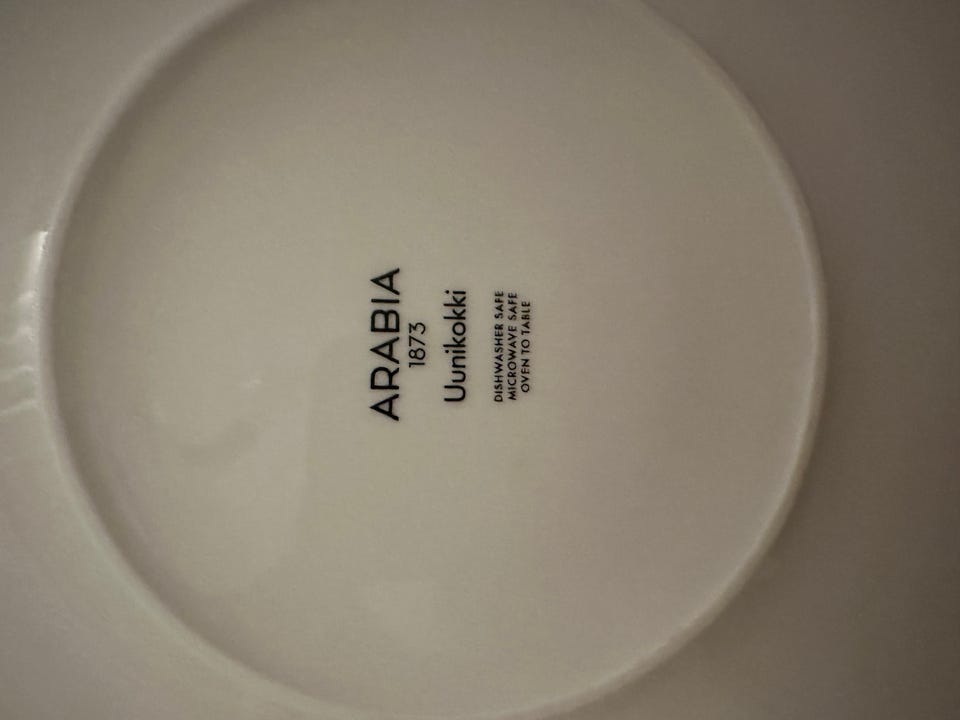 ARABIA
1873
Uunikokki
DISHWASHER SAFE
MICROWAVE SAFE
OVEN TO TABLE